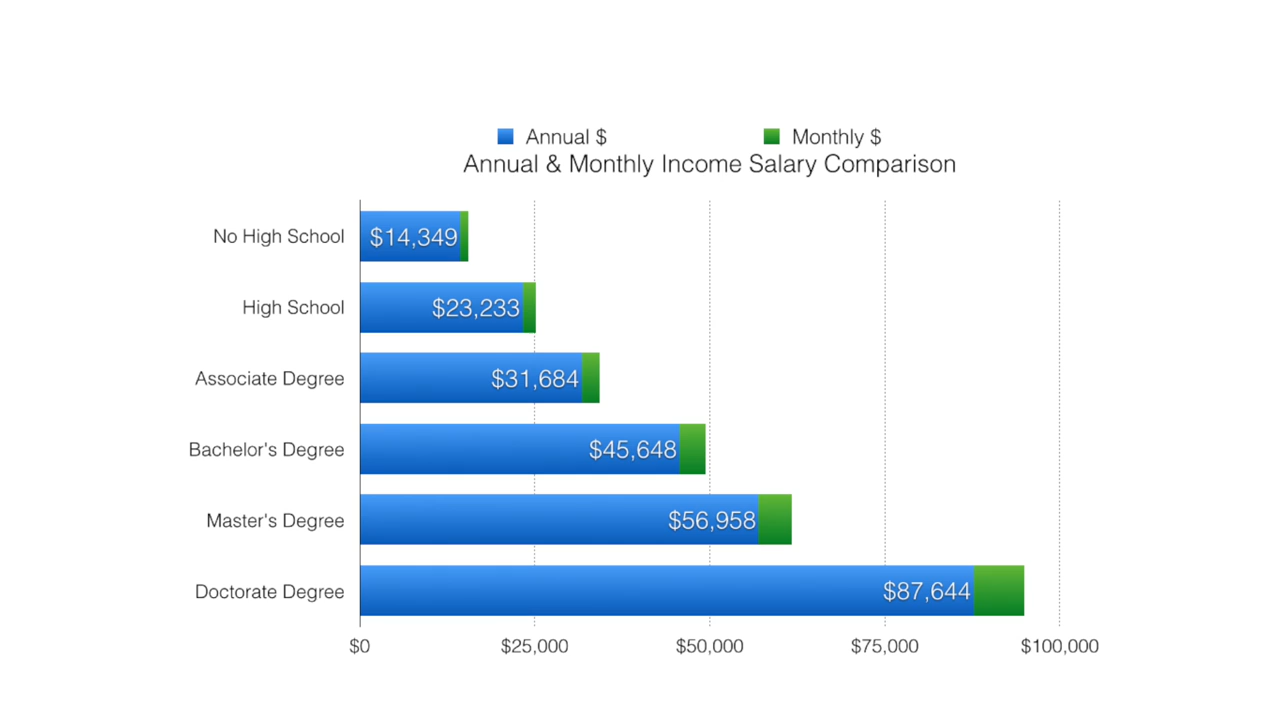 Annual $ Monthly $
Annual & Monthly Income Salary Comparison
No High School $14,349
High School $23,233
Associate Degree $31,684
Bachelor's Degree $45,648
Master's Degree $56,958
Doctorate Degree $87,644
$0 $25,000 $50,000 $75,000 $100,000